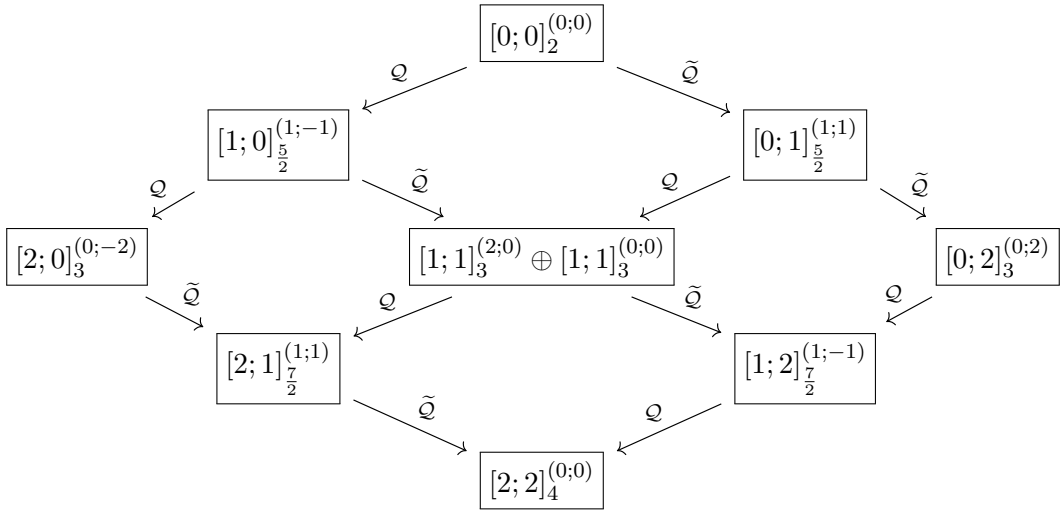 [0;0]_2^{(0;0)}
𝒬 𝒬̃
[1;0]_{5/2}^{(1;−1)} [0;1]_{5/2}^{(1;1)}
𝒬 𝒬̃ 𝒬 𝒬̃
[2;0]_3^{(0;−2)} [1;1]_3^{(2;0)} ⊕ [1;1]_3^{(0;0)} [0;2]_3^{(0;2)}
𝒬̃ 𝒬 𝒬̃ 𝒬
[2;1]_{7/2}^{(1;1)} [1;2]_{7/2}^{(1;−1)}
𝒬̃ 𝒬
[2;2]_4^{(0;0)}